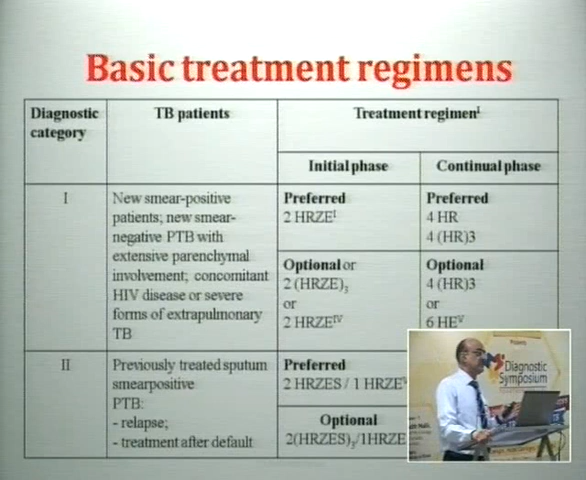 Basic treatment regimens
Diagnostic category
TB patients
Treatment regimenI
Initial phase
Continual phase
I
New smear-positive
patients; new smear-
negative PTB with
extensive parenchymal
involvement; concomitant
HIV disease or severe
forms of extrapulmonary
TB
Preferred
2 HRZEI
Preferred
4 HR
4 (HR)3
Optional or
2 (HRZE)3
or
2 HRZEIV
Optional
4 (HR)3
or
6 HEV
II
Previously treated sputum
smearpositive
PTB:
- relapse;
- treatment after default
Preferred
2 HRZES / 1 HRZE
Optional
2(HRZES)3/1HRZE
Diagnostic
Symposium